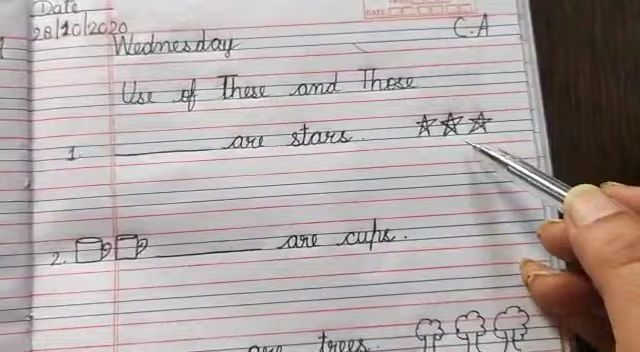 Date
28/10/2020
C.A
Wednesday
Use of These and Those
1. ________ are stars.
2. ________ are cups.
are trees.